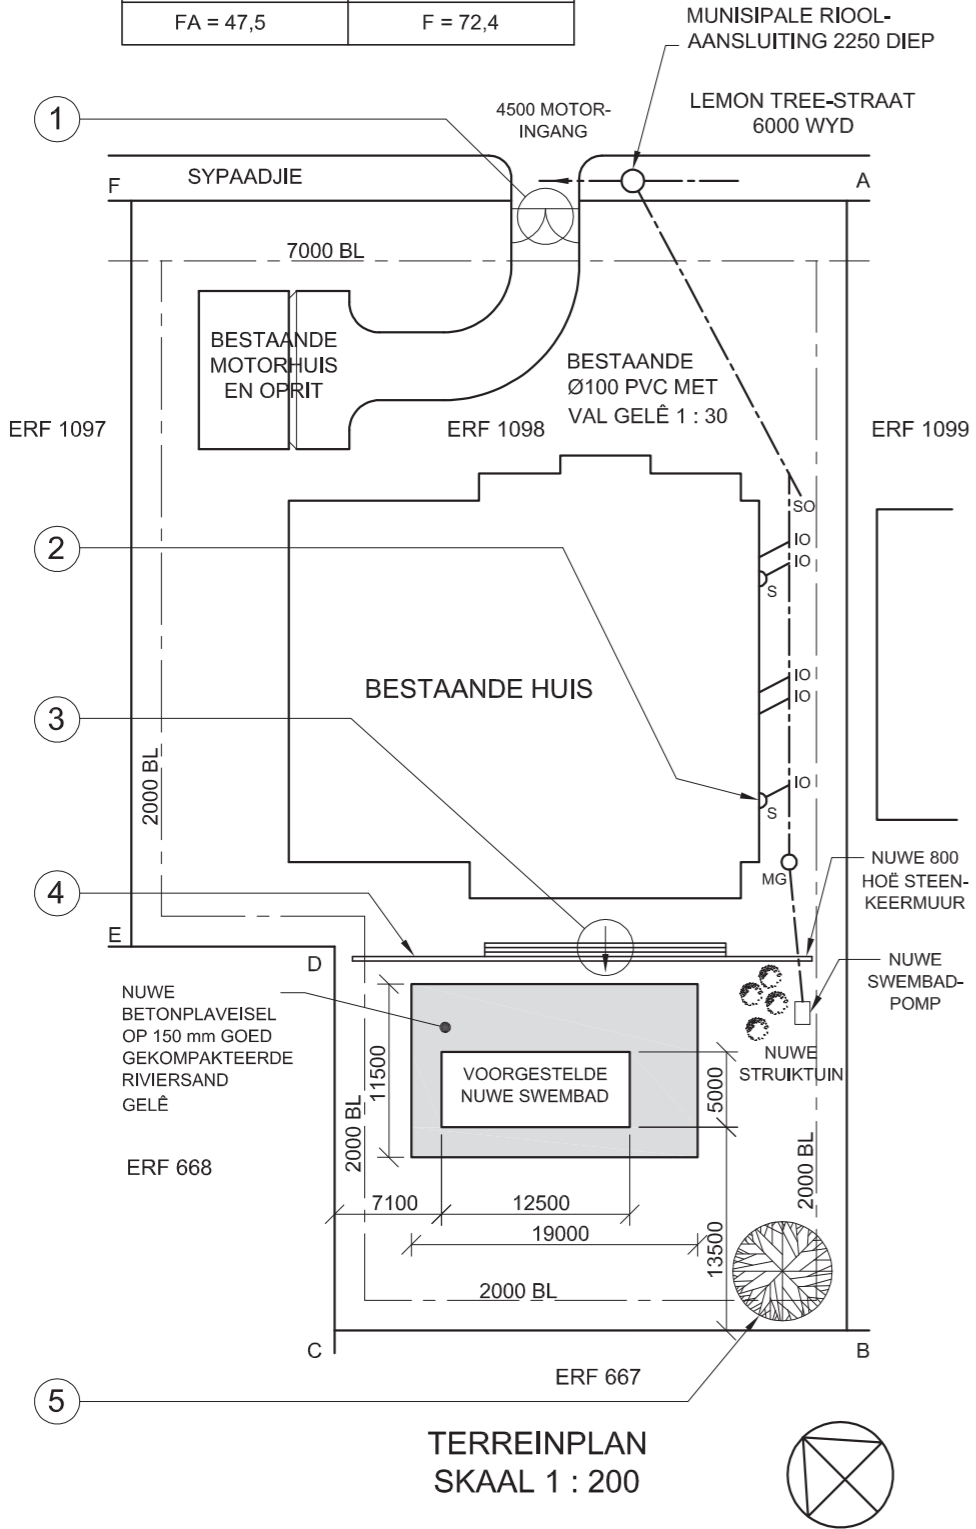 FA = 47,5
F = 72,4
MUNISIPALE RIOOL-
AANSLUITING 2250 DIEP
1
4500 MOTOR-
INGANG
LEMON TREE-STRAAT
6000 WYD
F
SYPAADJIE
A
7000 BL
BESTAANDE
MOTORHUIS
EN OPRIT
BESTAANDE
Ø100 PVC MET
VAL GELÊ 1 : 30
ERF 1097
ERF 1098
ERF 1099
SO
2
IO
IO
S
BESTAANDE HUIS
IO
IO
3
2000 BL
IO
S
MG
NUWE 800
HOË STEEN-
KEERMUUR
4
E
D
NUWE
SWEMBAD-
POMP
NUWE
BETONPLAVEISEL
OP 150 mm GOED
GEKOMPAKTEERDE
RIVIERSAND
GELÊ
11500
VOORGESTELDE
NUWE SWEMBAD
5000
NUWE
STRUIKTUIN
2000 BL
2000 BL
ERF 668
7100
12500
19000
13500
2000 BL
C
B
ERF 667
5
TERREINPLAN
SKAAL 1 : 200